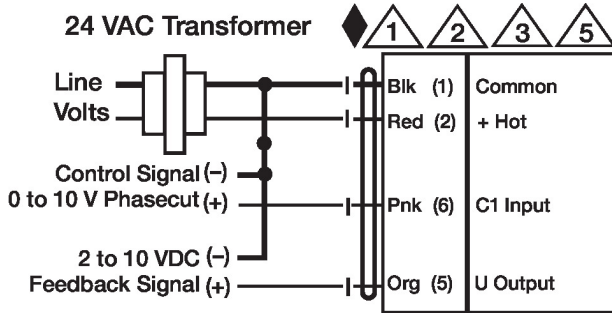 24 VAC Transformer
1 2 3 5
Line
Volts
Blk (1) Common
Red (2) + Hot
Control Signal (–)
0 to 10 V Phasecut (+)
Pnk (6) C1 Input
2 to 10 VDC (–)
Feedback Signal (+)
Org (5) U Output